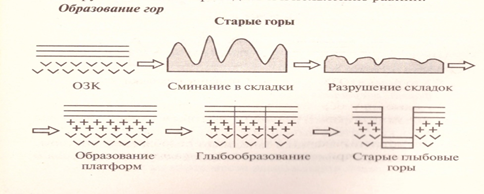 Образование гор
Старые горы
ОЗК
Сминание в складки
Разрушение складок
Образование
платформ
Глыбообразование
Старые глыбовые
горы